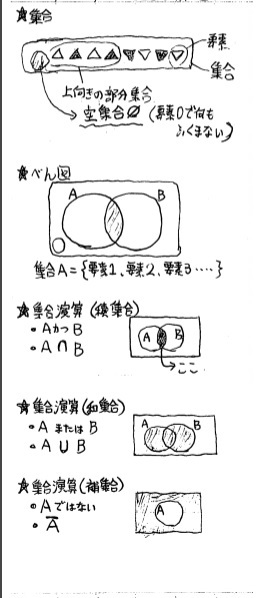 ☆集合
要素
集合
上向きの部分集合
空集合∅ (要素0で何も
ふくまない)
☆べん図
A B
集合A={要素1、要素2、要素3‥‥}
☆集合演算(積集合)
・AかつB
・A∩B
A B
ここ
☆集合演算(和集合)
・AまたはB
・A∪B
A B
☆集合演算(補集合)
・Aではない
・A̅
A